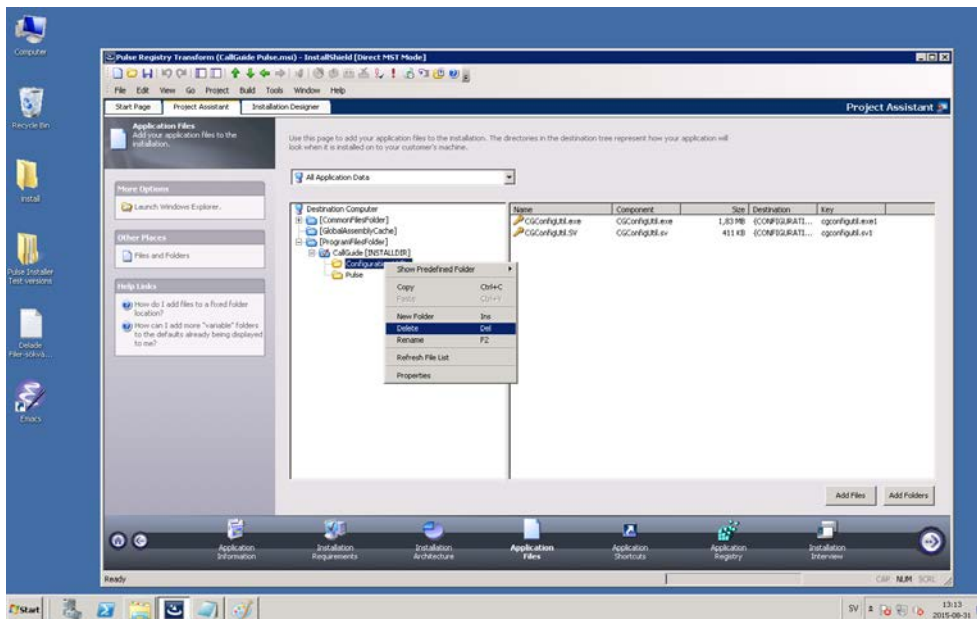 Computer
Recycle Bin
install
Pulse Installer
Test versions
Delade
Filer-sökvä...
Emacs
Pulse Registry Transform (CallGuide Pulse.msi) - InstallShield [Direct MST Mode]
File Edit View Go Project Build Tools Window Help
Start Page Project Assistant Installation Designer Project Assistant
Application Files
Add your application files to the
installation.
Use this page to add your application files to the installation. The directories in the destination tree represent how your application will
look when it is installed on to your customer's machine.
All Application Data
More Options
Launch Windows Explorer.
Other Places
Files and Folders
Help Links
How do I add files to a fixed folder
location?
How can I add more "variable" folders
to the defaults already being displayed
to me?
Destination Computer
[CommonFilesFolder]
[GlobalAssemblyCache]
[ProgramFilesFolder]
CallGuide [INSTALLDIR]
Pulse
Show Predefined Folder
Copy Ctrl+C
Paste Ctrl+V
New Folder Ins
Delete Del
Rename F2
Refresh File List
Properties
Name Component Size Destination Key
CGConfigUtil.exe CGConfigUtil.exe 1,83 MB {CONFIGURATI... cgconfigutil.exe1
CGConfigUtil.SV CGConfigUtil.sv 411 KB {CONFIGURATI... cgconfigutil.sv1
Add Files Add Folders
Application
Information
Installation
Requirements
Installation
Architecture
Application
Files
Application
Shortcuts
Application
Registry
Installation
Interview
Ready CAP NUM SCRL
Start SV 13:13
2015-08-31